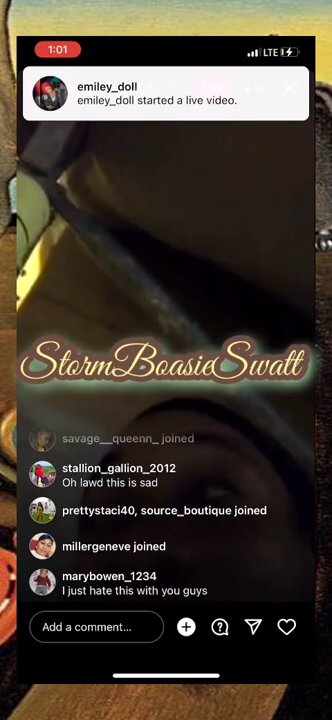 1:01
LTE
emiley_doll
emiley_doll started a live video.
StormBoasieSwatt
savage__queenn_ joined
stallion_gallion_2012
Oh lawd this is sad
prettystaci40, source_boutique joined
millergeneve joined
marybowen_1234
I just hate this with you guys
Add a comment...